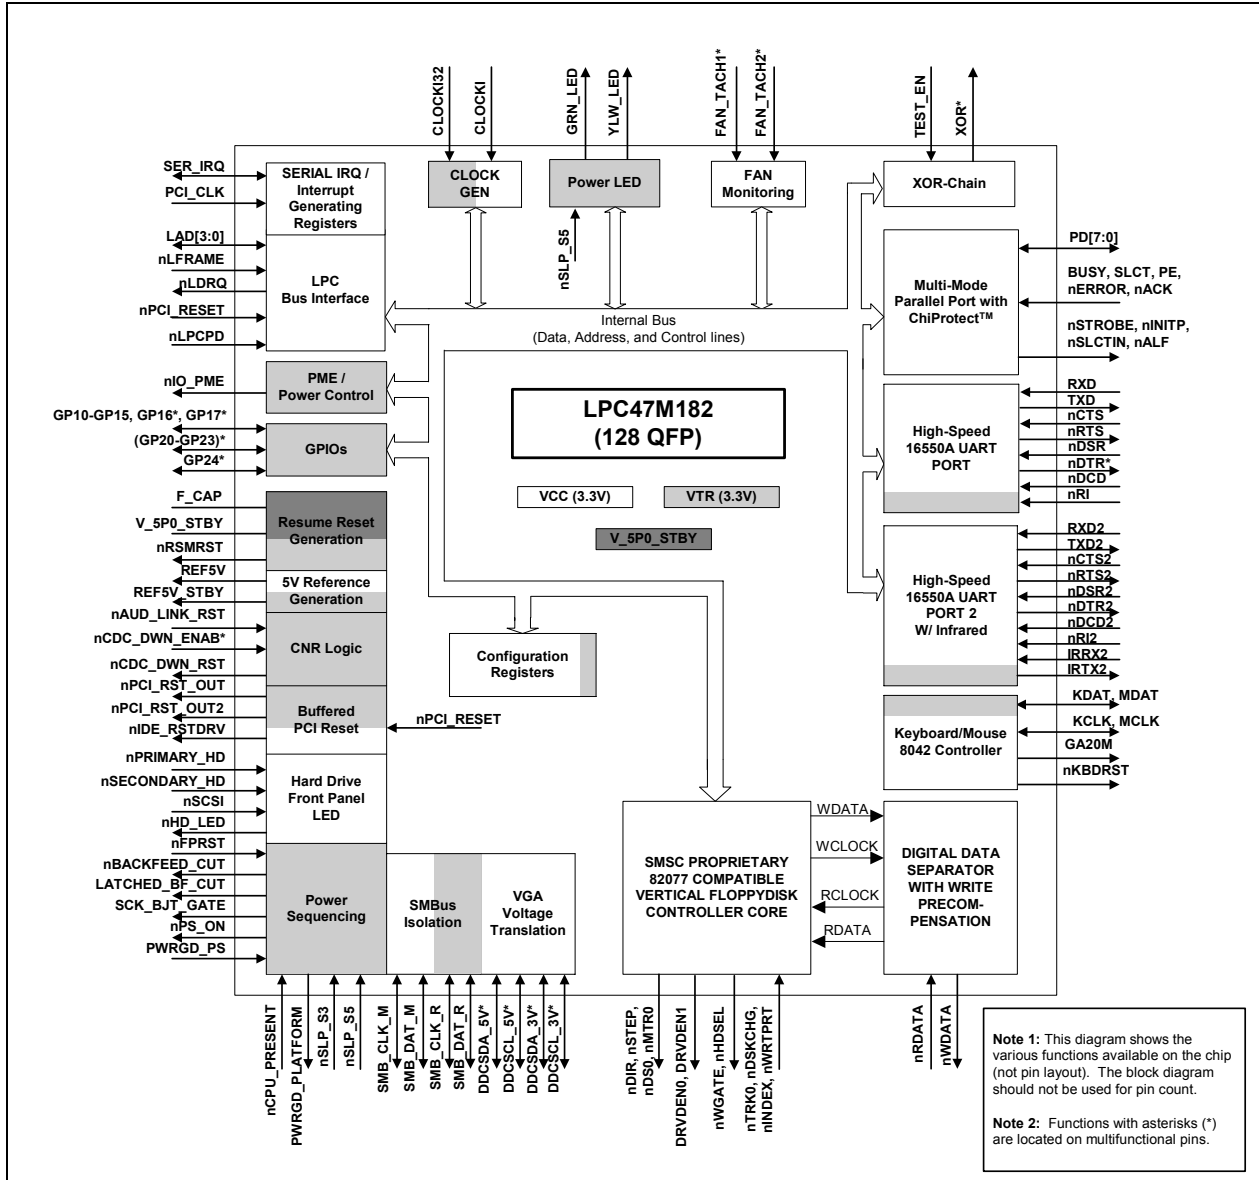 CLOCKI32
CLOCKI
GRN_LED
YLW_LED
FAN_TACH1*
FAN_TACH2*
TEST_EN
XOR*
SER_IRQ
PCI_CLK
LAD[3:0]
nLFRAME
nLDRQ
nPCI_RESET
nLPCPD
nIO_PME
GP10-GP15, GP16*, GP17*
(GP20-GP23)*
GP24*
F_CAP
V_5P0_STBY
nRSMRST
REF5V
REF5V_STBY
nAUD_LINK_RST
nCDC_DWN_ENAB*
nCDC_DWN_RST
nPCI_RST_OUT
nPCI_RST_OUT2
nIDE_RSTDRV
nPRIMARY_HD
nSECONDARY_HD
nSCSI
nHD_LED
nFPRST
nBACKFEED_CUT
LATCHED_BF_CUT
SCK_BJT_GATE
nPS_ON
PWRGD_PS
SERIAL IRQ /
Interrupt
Generating
Registers
LPC
Bus Interface
PME /
Power Control
GPIOs
Resume Reset
Generation
5V Reference
Generation
CNR Logic
Buffered
PCI Reset
nPCI_RESET
Hard Drive
Front Panel
LED
Power
Sequencing
SMBus
Isolation
VGA
Voltage
Translation
CLOCK
GEN
Power LED
nSLP_S5
FAN
Monitoring
XOR-Chain
Internal Bus
(Data, Address, and Control lines)
LPC47M182
(128 QFP)
VCC (3.3V)
VTR (3.3V)
V_5P0_STBY
Configuration
Registers
Multi-Mode
Parallel Port with
ChiProtect™
PD[7:0]
BUSY, SLCT, PE,
nERROR, nACK
nSTROBE, nINITP,
nSLCTIN, nALF
High-Speed
16550A UART
PORT
RXD
TXD
nCTS
nRTS
nDSR
nDTR*
nDCD
nRI
High-Speed
16550A UART
PORT 2
W/ Infrared
RXD2
TXD2
nCTS2
nRTS2
nDSR2
nDTR2
nDCD2
nRI2
IRRX2
IRTX2
Keyboard/Mouse
8042 Controller
KDAT, MDAT
KCLK, MCLK
GA20M
nKBDRST
SMSC PROPRIETARY
82077 COMPATIBLE
VERTICAL FLOPPYDISK
CONTROLLER CORE
WDATA
WCLOCK
RCLOCK
RDATA
DIGITAL DATA
SEPARATOR
WITH WRITE
PRECOM-
PENSATION
nCPU_PRESENT
PWRGD_PLATFORM
nSLP_S3
nSLP_S5
SMB_CLK_M
SMB_DAT_M
SMB_CLK_R
SMB_DAT_R
DDCSDA_5V*
DDCSCL_5V*
DDCSDA_3V*
DDCSCL_3V*
nDIR, nSTEP,
nDS0, nMTR0
DRVDEN0, DRVDEN1
nWGATE, nHDSEL
nTRK0, nDSKCHG,
nINDEX, nWRTPRT
nRDATA
nWDATA
Note 1: This diagram shows the
various functions available on the chip
(not pin layout). The block diagram
should not be used for pin count.
Note 2: Functions with asterisks (*)
are located on multifunctional pins.